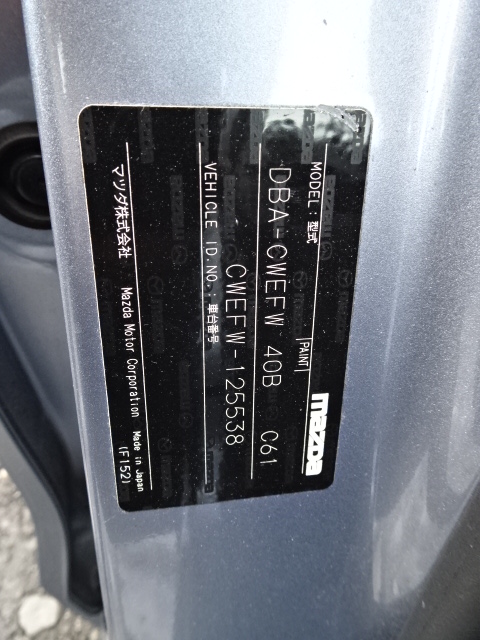 mazda
MODEL: 型式 PAINT
DBA-CWEFW 40B C61
VEHICLE ID.NO.: 車台番号
CWEFW-125538
マツダ株式会社 Mazda Motor Corporation Made in Japan
(F152)